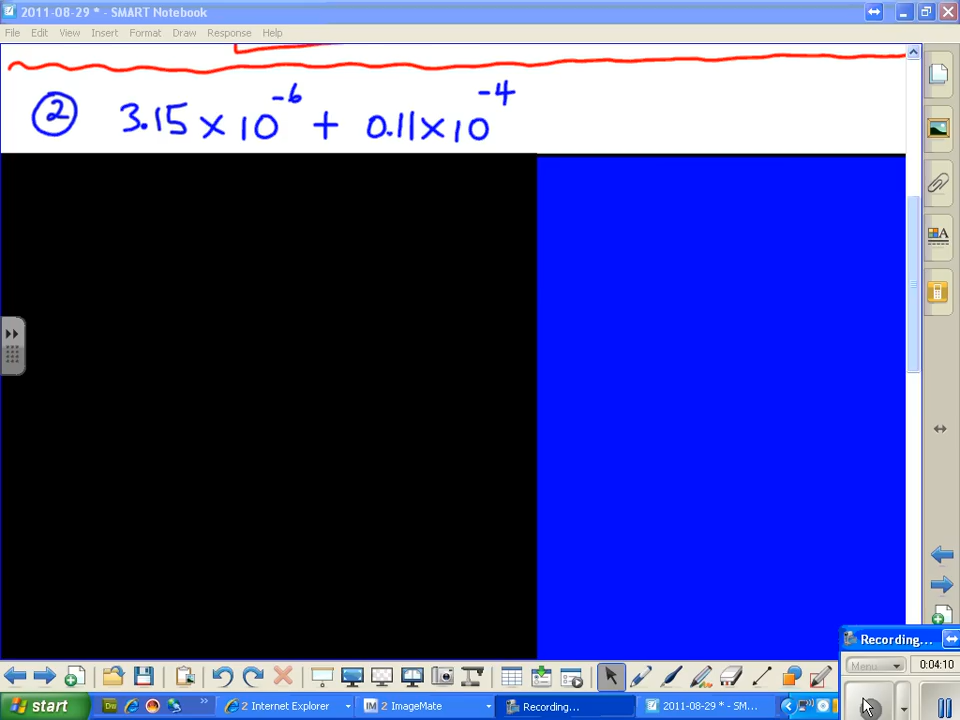 2011-08-29 * - SMART Notebook
File Edit View Insert Format Draw Response Help
② 3.15 × 10⁻⁶ + 0.11 × 10⁻⁴
Recording...
Menu 0:04:10
start 2 Internet Explorer 2 ImageMate Recording... 2011-08-29 * - SM...